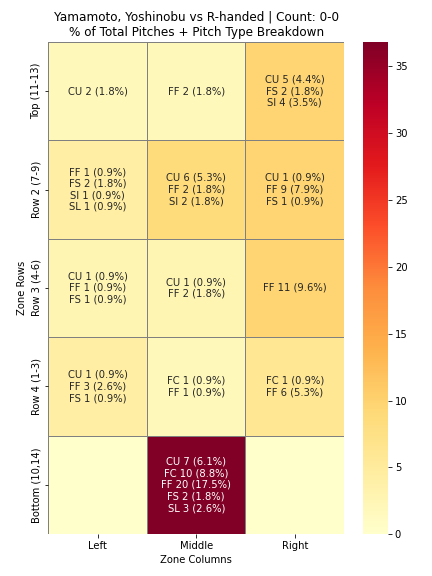 Yamamoto, Yoshinobu vs R-handed | Count: 0-0
% of Total Pitches + Pitch Type Breakdown
Zone Rows
Top (11-13)
CU 2 (1.8%)
FF 2 (1.8%)
CU 5 (4.4%)
FS 2 (1.8%)
SI 4 (3.5%)
Row 2 (7-9)
FF 1 (0.9%)
FS 2 (1.8%)
SI 1 (0.9%)
SL 1 (0.9%)
CU 6 (5.3%)
FF 2 (1.8%)
SI 2 (1.8%)
CU 1 (0.9%)
FF 9 (7.9%)
FS 1 (0.9%)
Row 3 (4-6)
CU 1 (0.9%)
FF 1 (0.9%)
FS 1 (0.9%)
CU 1 (0.9%)
FF 2 (1.8%)
FF 11 (9.6%)
Row 4 (1-3)
CU 1 (0.9%)
FF 3 (2.6%)
FS 1 (0.9%)
FC 1 (0.9%)
FF 1 (0.9%)
FC 1 (0.9%)
FF 6 (5.3%)
Bottom (10,14)
CU 7 (6.1%)
FC 10 (8.8%)
FF 20 (17.5%)
FS 2 (1.8%)
SL 3 (2.6%)
Left
Middle
Right
Zone Columns
35
30
25
20
15
10
5
0